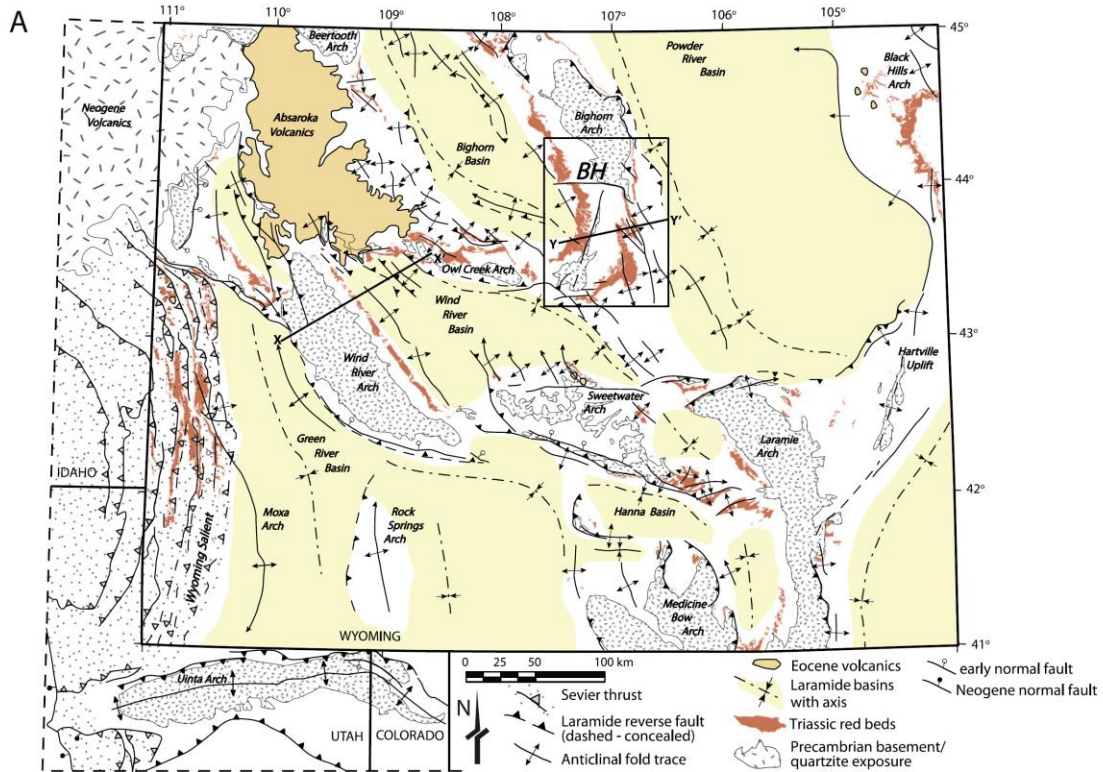 A
111°
110°
109°
108°
107°
106°
105°
45°
44°
43°
42°
41°
Beertooth
Arch
Neogene
Volcanics
Absaroka
Volcanics
Bighorn
Basin
Bighorn
Arch
Powder
River
Basin
Black
Hills
Arch
BH
Y
Y'
X
X
Owl Creek Arch
Wind
River
Basin
Wind
River
Arch
Hartville
Uplift
Sweetwater
Arch
Laramie
Arch
Green
River
Basin
IDAHO
Moxa
Arch
Rock
Springs
Arch
Hanna Basin
Wyoming Salient
Medicine
Bow
Arch
WYOMING
Uinta Arch
UTAH
COLORADO
0 25 50 100 km
N
Sevier thrust
Laramide reverse fault
(dashed - concealed)
Anticlinal fold trace
Eocene volcanics
Laramide basins
with axis
Triassic red beds
Precambrian basement/
quartzite exposure
early normal fault
Neogene normal fault